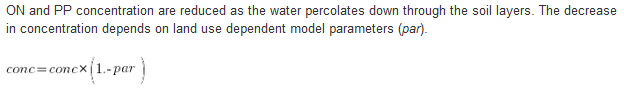 ON and PP concentration are reduced as the water percolates down through the soil layers. The decrease
in concentration depends on land use dependent model parameters (par).
conc=conc×(1.-par)